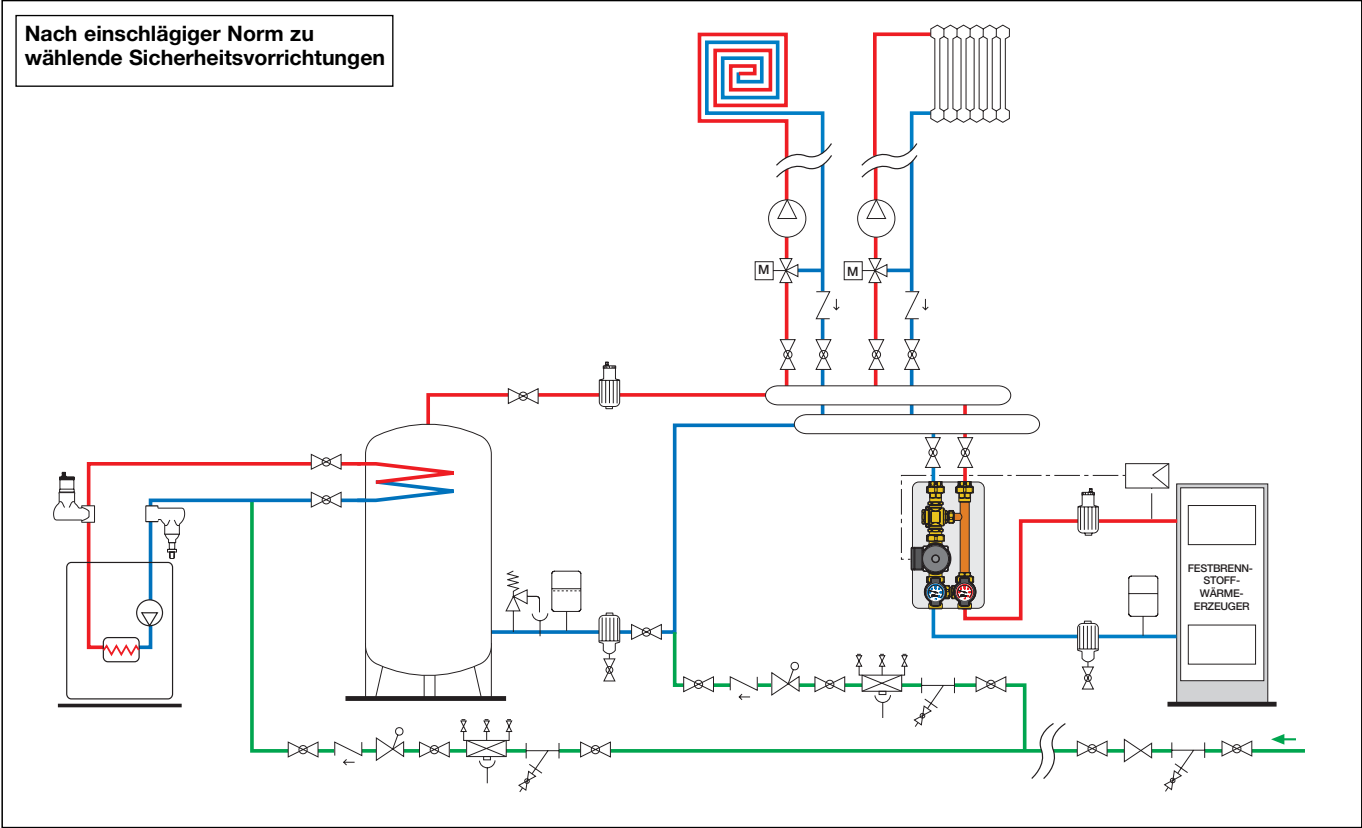 Nach einschlägiger Norm zu
wählende Sicherheitsvorrichtungen
M
M
FESTBRENN-
STOFF-
WÄRME-
ERZEUGER